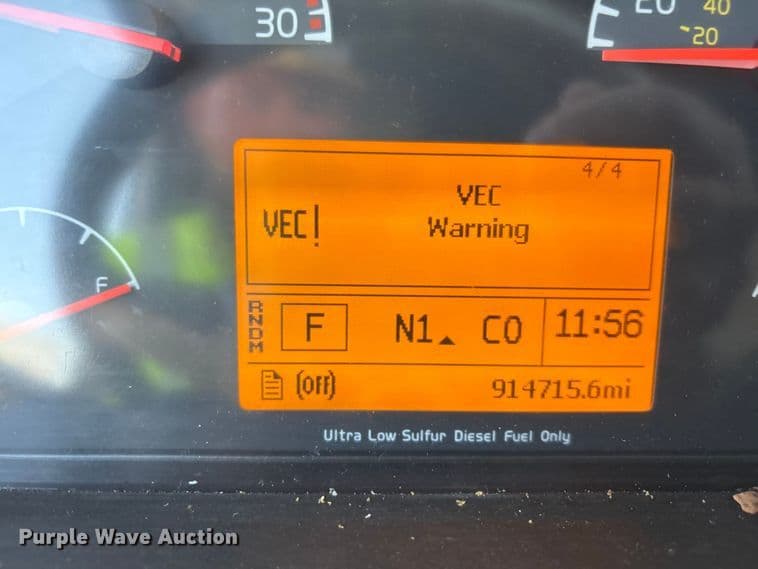 30
20
40
-20
4/4
VEC
VEC! Warning
F
RNDM F N1 C0 11:56
(Off) 914715.6mi
Ultra Low Sulfur Diesel Fuel Only
Purple Wave Auction